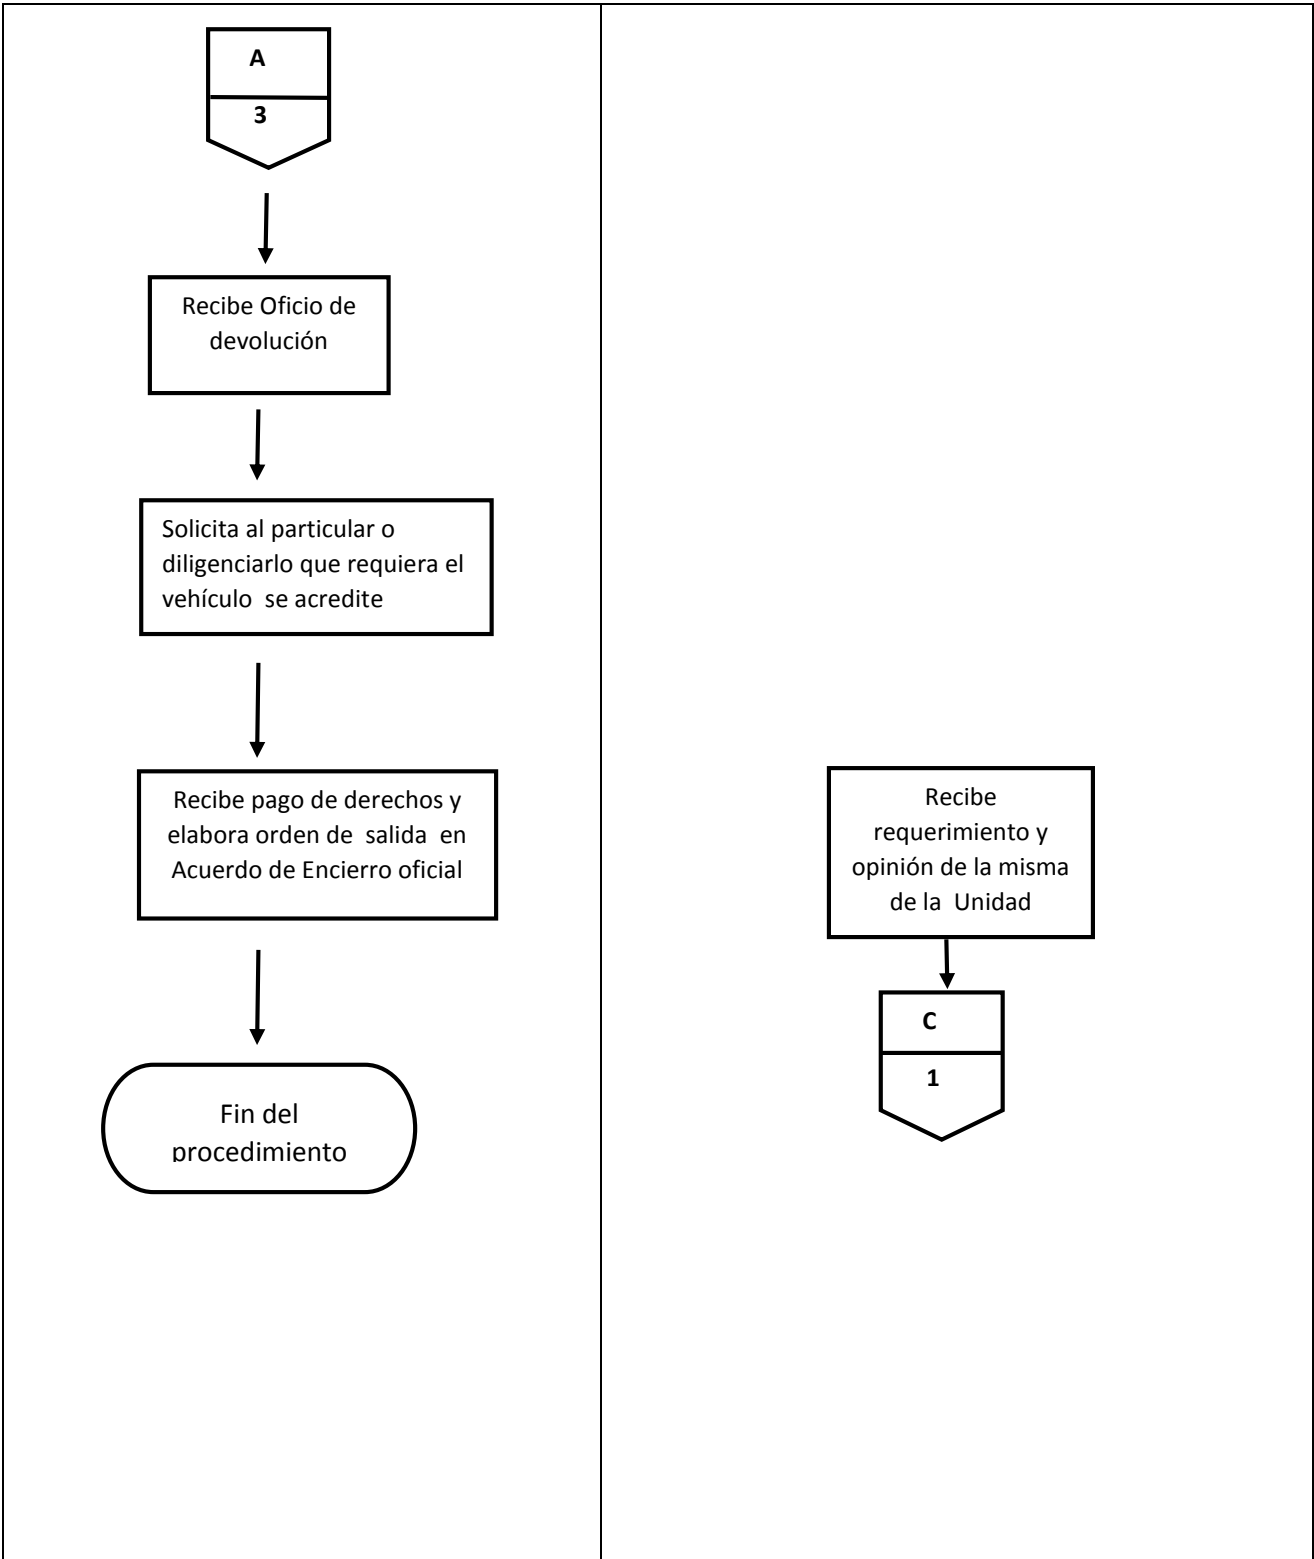 A
3
Recibe Oficio de
devolución
Solicita al particular o
diligenciarlo que requiera el
vehículo se acredite
Recibe pago de derechos y
elabora orden de salida en
Acuerdo de Encierro oficial
Fin del
procedimiento
Recibe
requerimiento y
opinión de la misma
de la Unidad
C
1